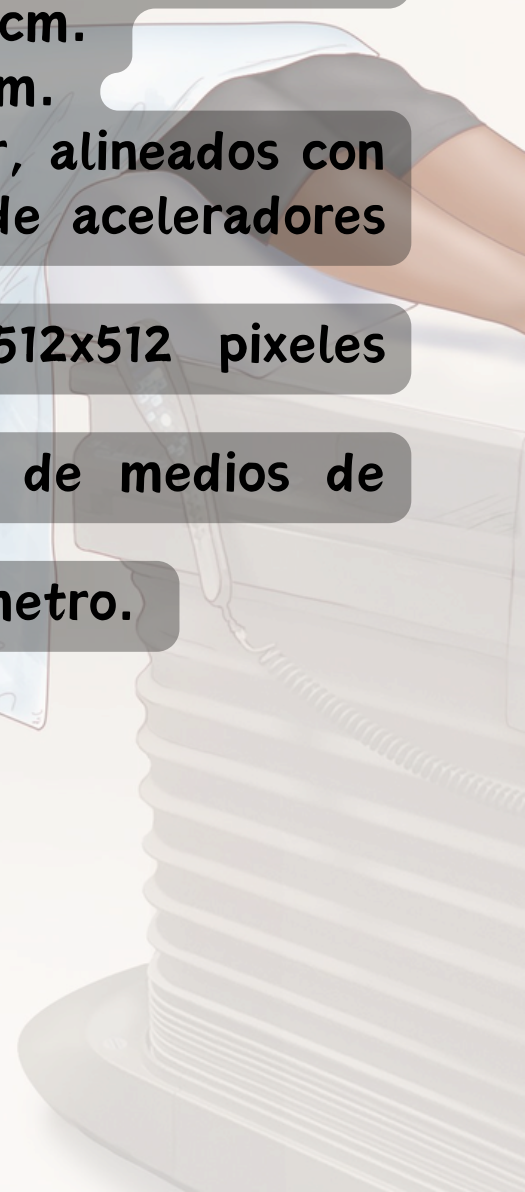 cm.
m.
r, alineados con
de aceleradores
512x512 pixeles
de medios de
metro.